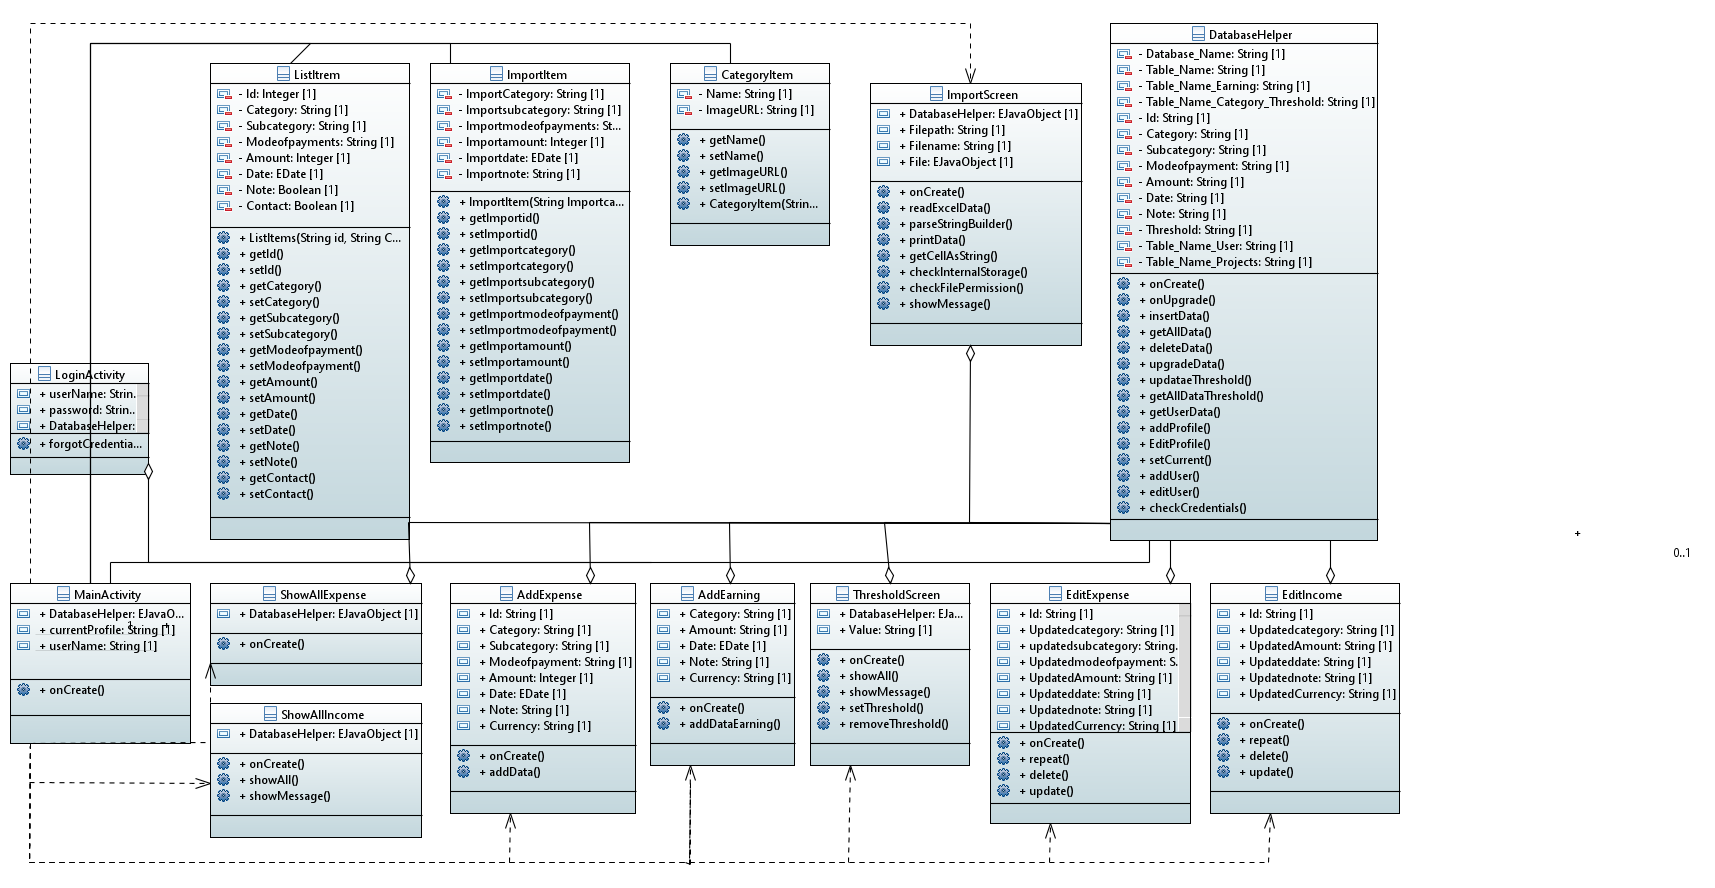 ListItrem
- Id: Integer [1]
- Category: String [1]
- Subcategory: String [1]
- Modeofpayments: String [1]
- Amount: Integer [1]
- Date: EDate [1]
- Note: Boolean [1]
- Contact: Boolean [1]
+ ListItems(String id, String C...
+ getId()
+ setId()
+ getCategory()
+ setCategory()
+ getSubcategory()
+ setSubcategory()
+ getModeofpayment()
+ setModeofpayment()
+ getAmount()
+ setAmount()
+ getDate()
+ setDate()
+ getNote()
+ setNote()
+ getContact()
+ setContact()
ImportItem
- ImportCategory: String [1]
- Importsubcategory: String [1]
- Importmodeofpayments: St...
- Importamount: Integer [1]
- Importdate: EDate [1]
- Importnote: String [1]
+ ImportItem(String Importca...
+ getImportid()
+ setImportid()
+ getImportcategory()
+ setImportcategory()
+ getImportsubcategory()
+ setImportsubcategory()
+ getImportmodeofpayment()
+ setImportmodeofpayment()
+ getImportamount()
+ setImportamount()
+ getImportdate()
+ setImportdate()
+ getImportnote()
+ setImportnote()
CategoryItem
- Name: String [1]
- ImageURL: String [1]
+ getName()
+ setName()
+ getImageURL()
+ setImageURL()
+ CategoryItem(Strin...
ImportScreen
+ DatabaseHelper: EJavaObject [1]
+ Filepath: String [1]
+ Filename: String [1]
+ File: EJavaObject [1]
+ onCreate()
+ readExcelData()
+ parseStringBuilder()
+ printData()
+ getCellAsString()
+ checkInternalStorage()
+ checkFilePermission()
+ showMessage()
DatabaseHelper
- Database_Name: String [1]
- Table_Name: String [1]
- Table_Name_Earning: String [1]
- Table_Name_Category_Threshold: String [1]
- Id: String [1]
- Category: String [1]
- Subcategory: String [1]
- Modeofpayment: String [1]
- Amount: String [1]
- Date: String [1]
- Note: String [1]
- Threshold: String [1]
- Table_Name_User: String [1]
- Table_Name_Projects: String [1]
+ onCreate()
+ onUpgrade()
+ insertData()
+ getAllData()
+ deleteData()
+ upgradeData()
+ updataeThreshold()
+ getAllDataThreshold()
+ getUserData()
+ addProfile()
+ EditProfile()
+ setCurrent()
+ addUser()
+ editUser()
+ checkCredentials()
LoginActivity
+ userName: Strin.
+ password: Strin..
+ DatabaseHelper:
+ forgotCredentia...
+
0..1
MainActivity
+ DatabaseHelper: EJavaO...
+ currentProfile: String [1]
+ userName: String [1]
+ onCreate()
ShowAllExpense
+ DatabaseHelper: EJavaObject [1]
+ onCreate()
ShowAllIncome
+ DatabaseHelper: EJavaObject [1]
+ onCreate()
+ showAll()
+ showMessage()
AddExpense
+ Id: String [1]
+ Category: String [1]
+ Subcategory: String [1]
+ Modeofpayment: String [1]
+ Amount: Integer [1]
+ Date: EDate [1]
+ Note: String [1]
+ Currency: String [1]
+ onCreate()
+ addData()
AddEarning
+ Category: String [1]
+ Amount: String [1]
+ Date: EDate [1]
+ Note: String [1]
+ Currency: String [1]
+ onCreate()
+ addDataEarning()
ThresholdScreen
+ DatabaseHelper: EJa...
+ Value: String [1]
+ onCreate()
+ showAll()
+ showMessage()
+ setThreshold()
+ removeThreshold()
EditExpense
+ Id: String [1]
+ Updatedcategory: String [1]
+ updatedsubcategory: String.
+ Updatedmodeofpayment: S.
+ UpdatedAmount: String [1]
+ Updateddate: String [1]
+ Updatednote: String [1]
+ UpdatedCurrency: String [1]
+ onCreate()
+ repeat()
+ delete()
+ update()
EditIncome
+ Id: String [1]
+ Updatedcategory: String [1]
+ UpdatedAmount: String [1]
+ Updateddate: String [1]
+ Updatednote: String [1]
+ UpdatedCurrency: String [1]
+ onCreate()
+ repeat()
+ delete()
+ update()